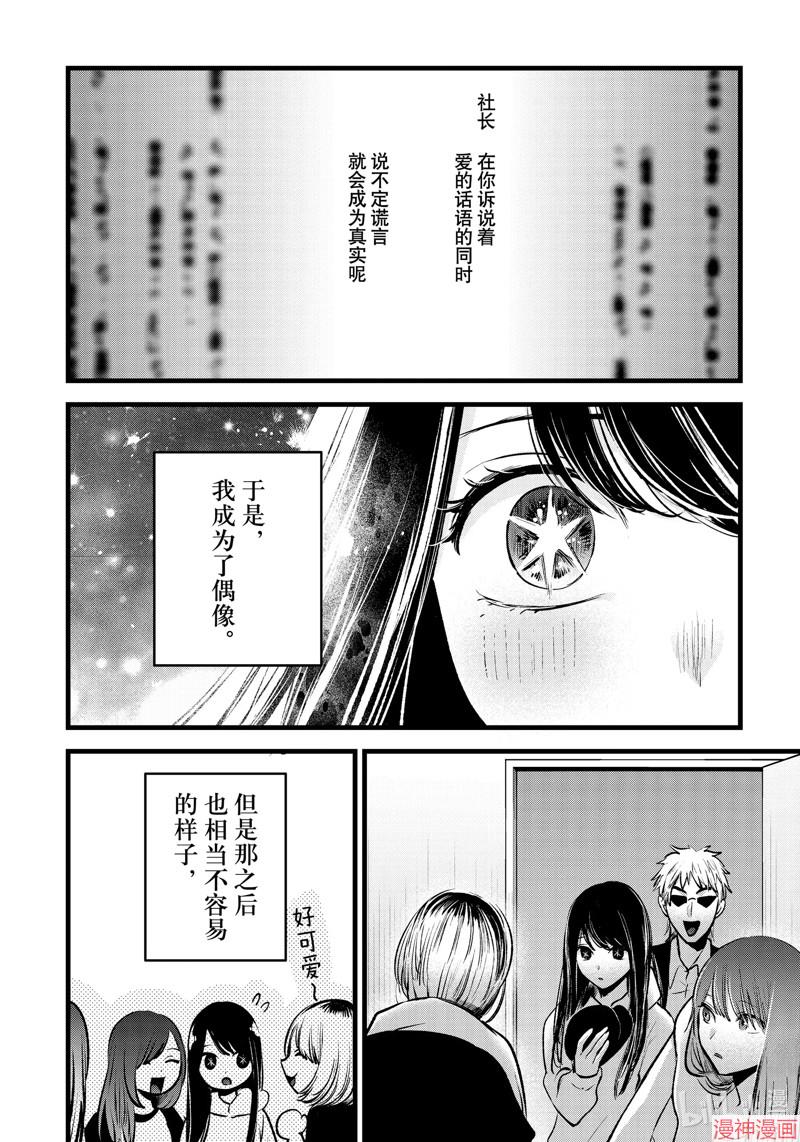 社长
在你诉说着
爱的话语的同时
说不定谎言
就会成为真实呢
于是，
我成为了偶像。
但是那之后
也相当不容易
的样子，
好可爱～
漫神漫画